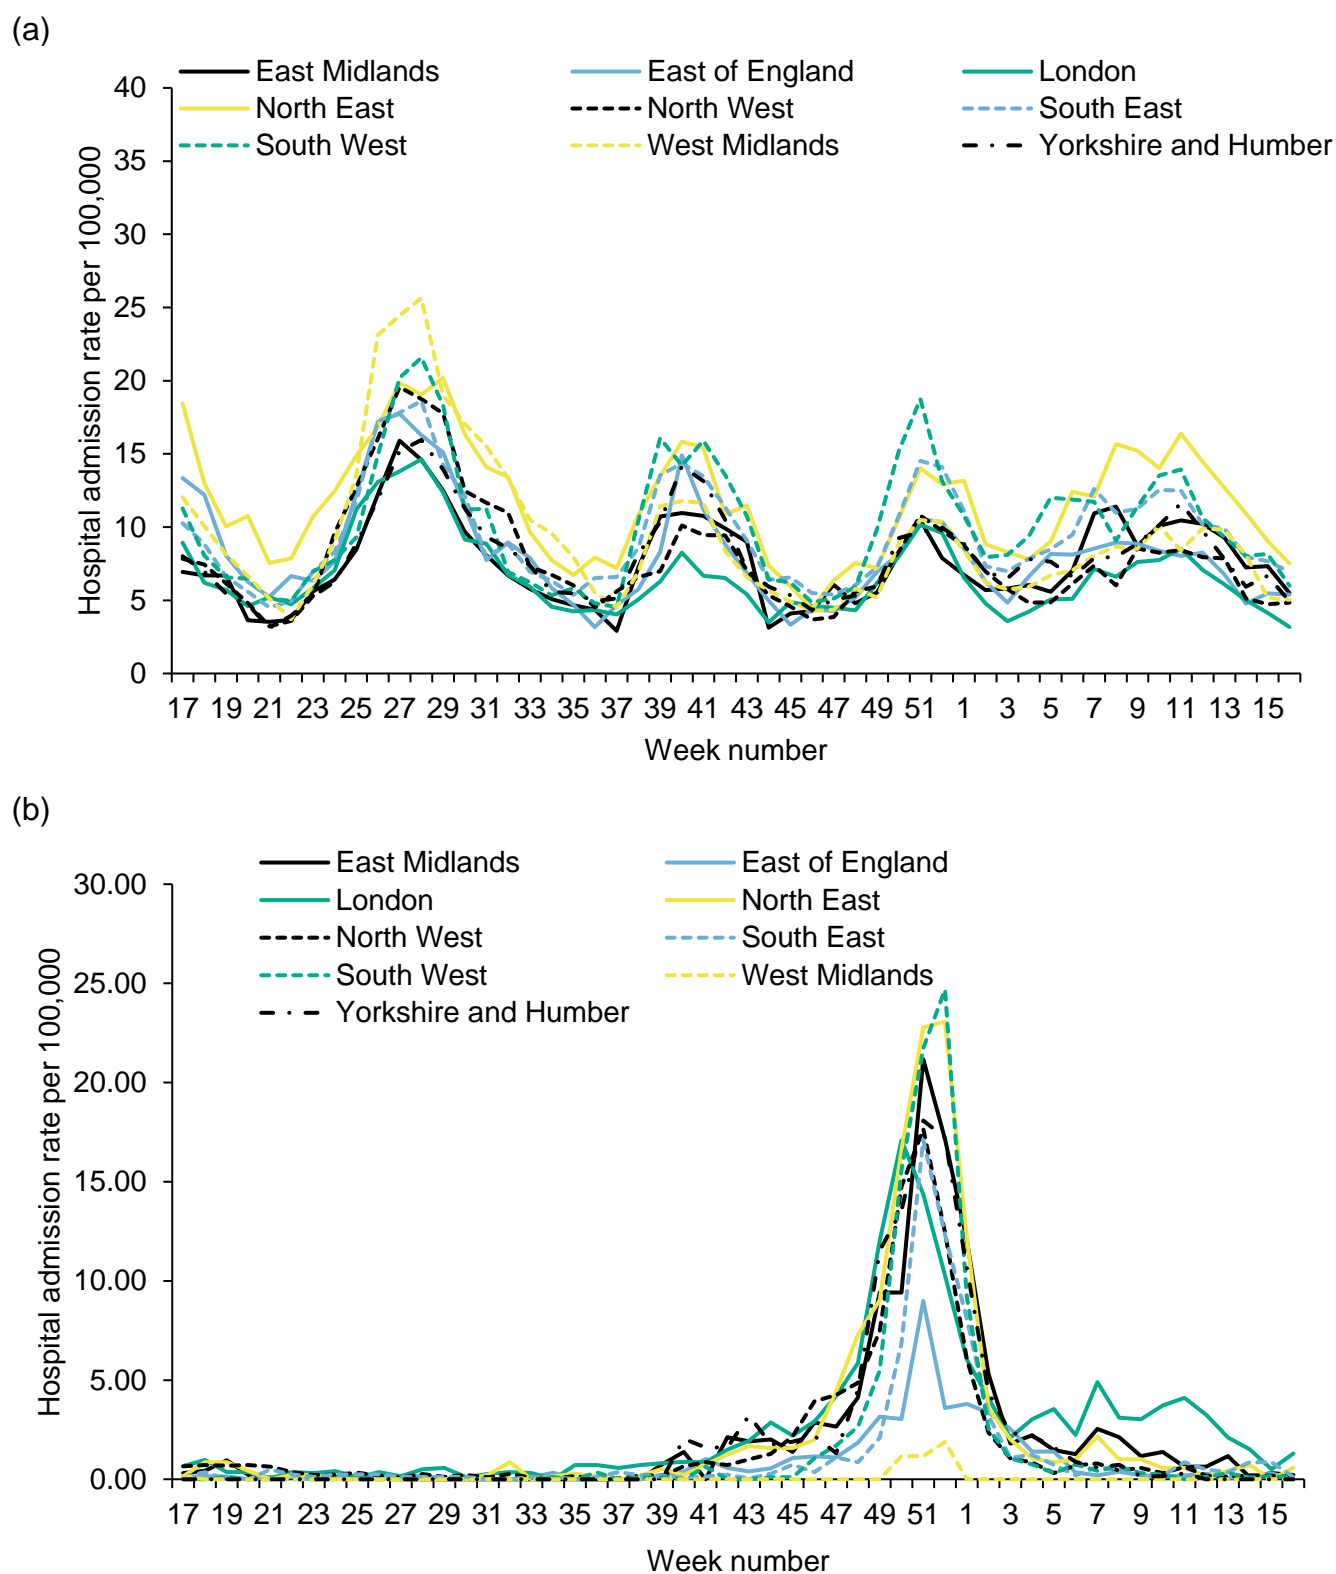 (a)
East Midlands East of England London
North East North West South East
South West West Midlands Yorkshire and Humber
40
35
30
25
20
15
10
5
0
Hospital admission rate per 100,000
17 19 21 23 25 27 29 31 33 35 37 39 41 43 45 47 49 51 1 3 5 7 9 11 13 15
Week number
(b)
East Midlands East of England
London North East
North West South East
South West West Midlands
Yorkshire and Humber
30.00
25.00
20.00
15.00
10.00
5.00
0.00
Hospital admission rate per 100,000
17 19 21 23 25 27 29 31 33 35 37 39 41 43 45 47 49 51 1 3 5 7 9 11 13 15
Week number